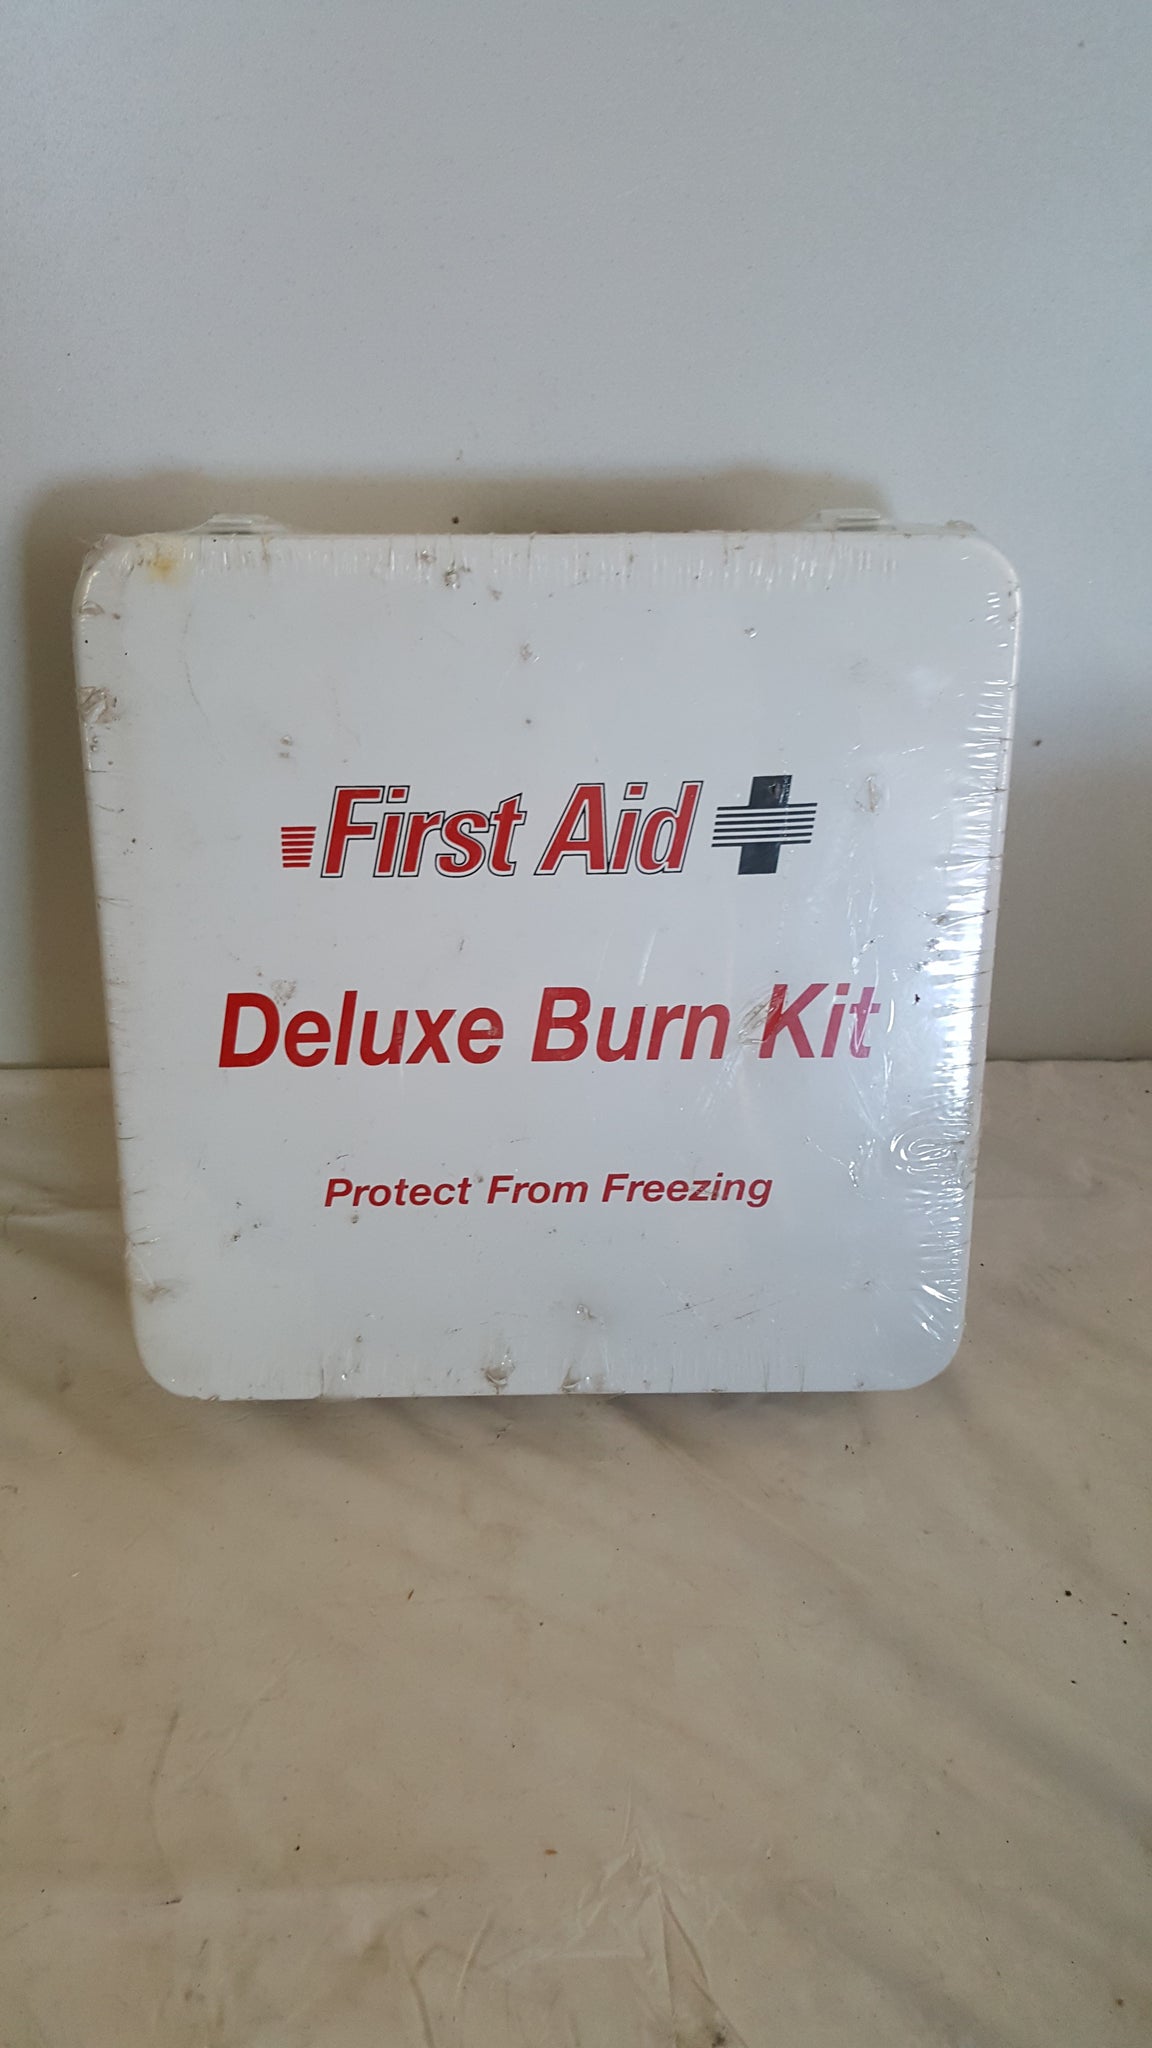 First Aid
Deluxe Burn Kit
Protect From Freezing